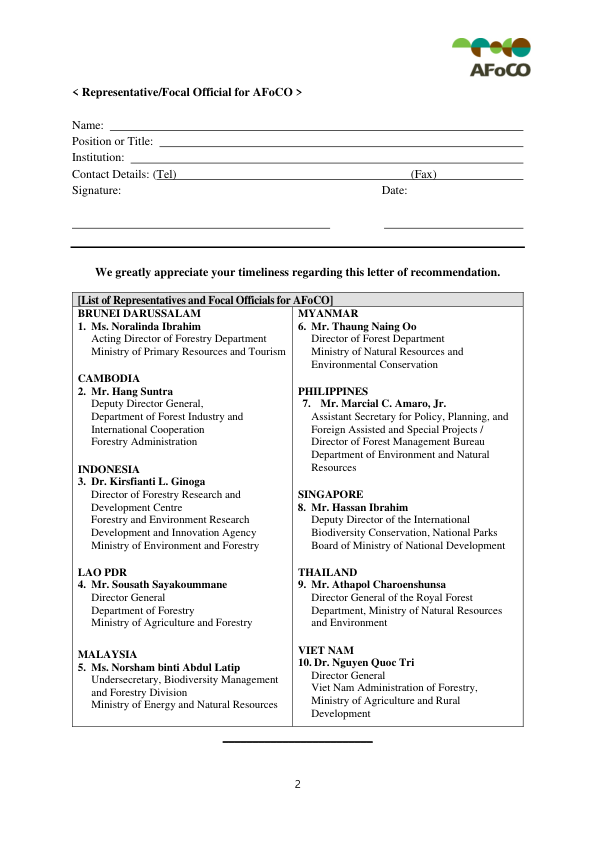 AFoCO
< Representative/Focal Official for AFoCO >
Name:
Position or Title:
Institution:
Contact Details: (Tel) (Fax)
Signature: Date:
We greatly appreciate your timeliness regarding this letter of recommendation.
[List of Representatives and Focal Officials for AFoCO]
BRUNEI DARUSSALAM
1. Ms. Noralinda Ibrahim
Acting Director of Forestry Department
Ministry of Primary Resources and Tourism
CAMBODIA
2. Mr. Hang Suntra
Deputy Director General,
Department of Forest Industry and
International Cooperation
Forestry Administration
INDONESIA
3. Dr. Kirsfianti L. Ginoga
Director of Forestry Research and
Development Centre
Forestry and Environment Research
Development and Innovation Agency
Ministry of Environment and Forestry
LAO PDR
4. Mr. Sousath Sayakoummane
Director General
Department of Forestry
Ministry of Agriculture and Forestry
MALAYSIA
5. Ms. Norsham binti Abdul Latip
Undersecretary, Biodiversity Management
and Forestry Division
Ministry of Energy and Natural Resources
MYANMAR
6. Mr. Thaung Naing Oo
Director of Forest Department
Ministry of Natural Resources and
Environmental Conservation
PHILIPPINES
7. Mr. Marcial C. Amaro, Jr.
Assistant Secretary for Policy, Planning, and
Foreign Assisted and Special Projects /
Director of Forest Management Bureau
Department of Environment and Natural
Resources
SINGAPORE
8. Mr. Hassan Ibrahim
Deputy Director of the International
Biodiversity Conservation, National Parks
Board of Ministry of National Development
THAILAND
9. Mr. Athapol Charoenshunsa
Director General of the Royal Forest
Department, Ministry of Natural Resources
and Environment
VIET NAM
10. Dr. Nguyen Quoc Tri
Director General
Viet Nam Administration of Forestry,
Ministry of Agriculture and Rural
Development
2